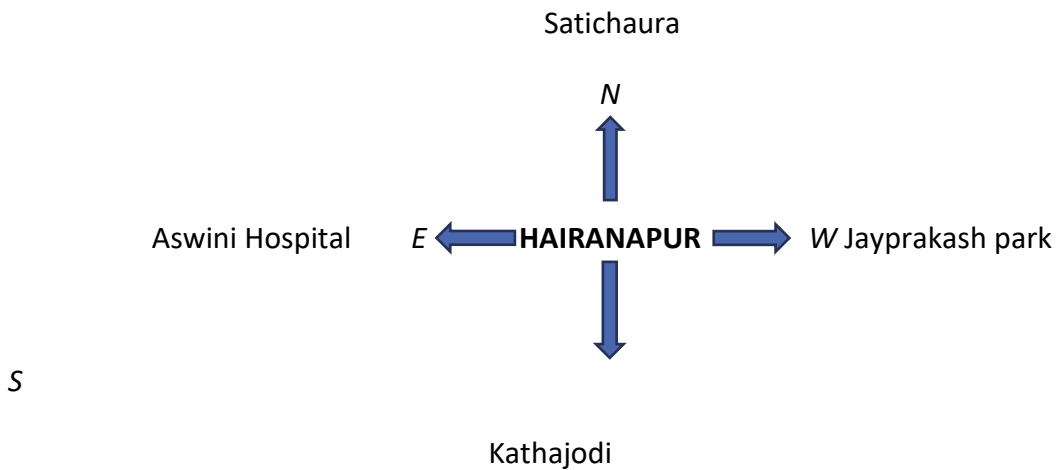 Satichaura
N
Aswini Hospital E HAIRANAPUR W Jayprakash park
S
Kathajodi